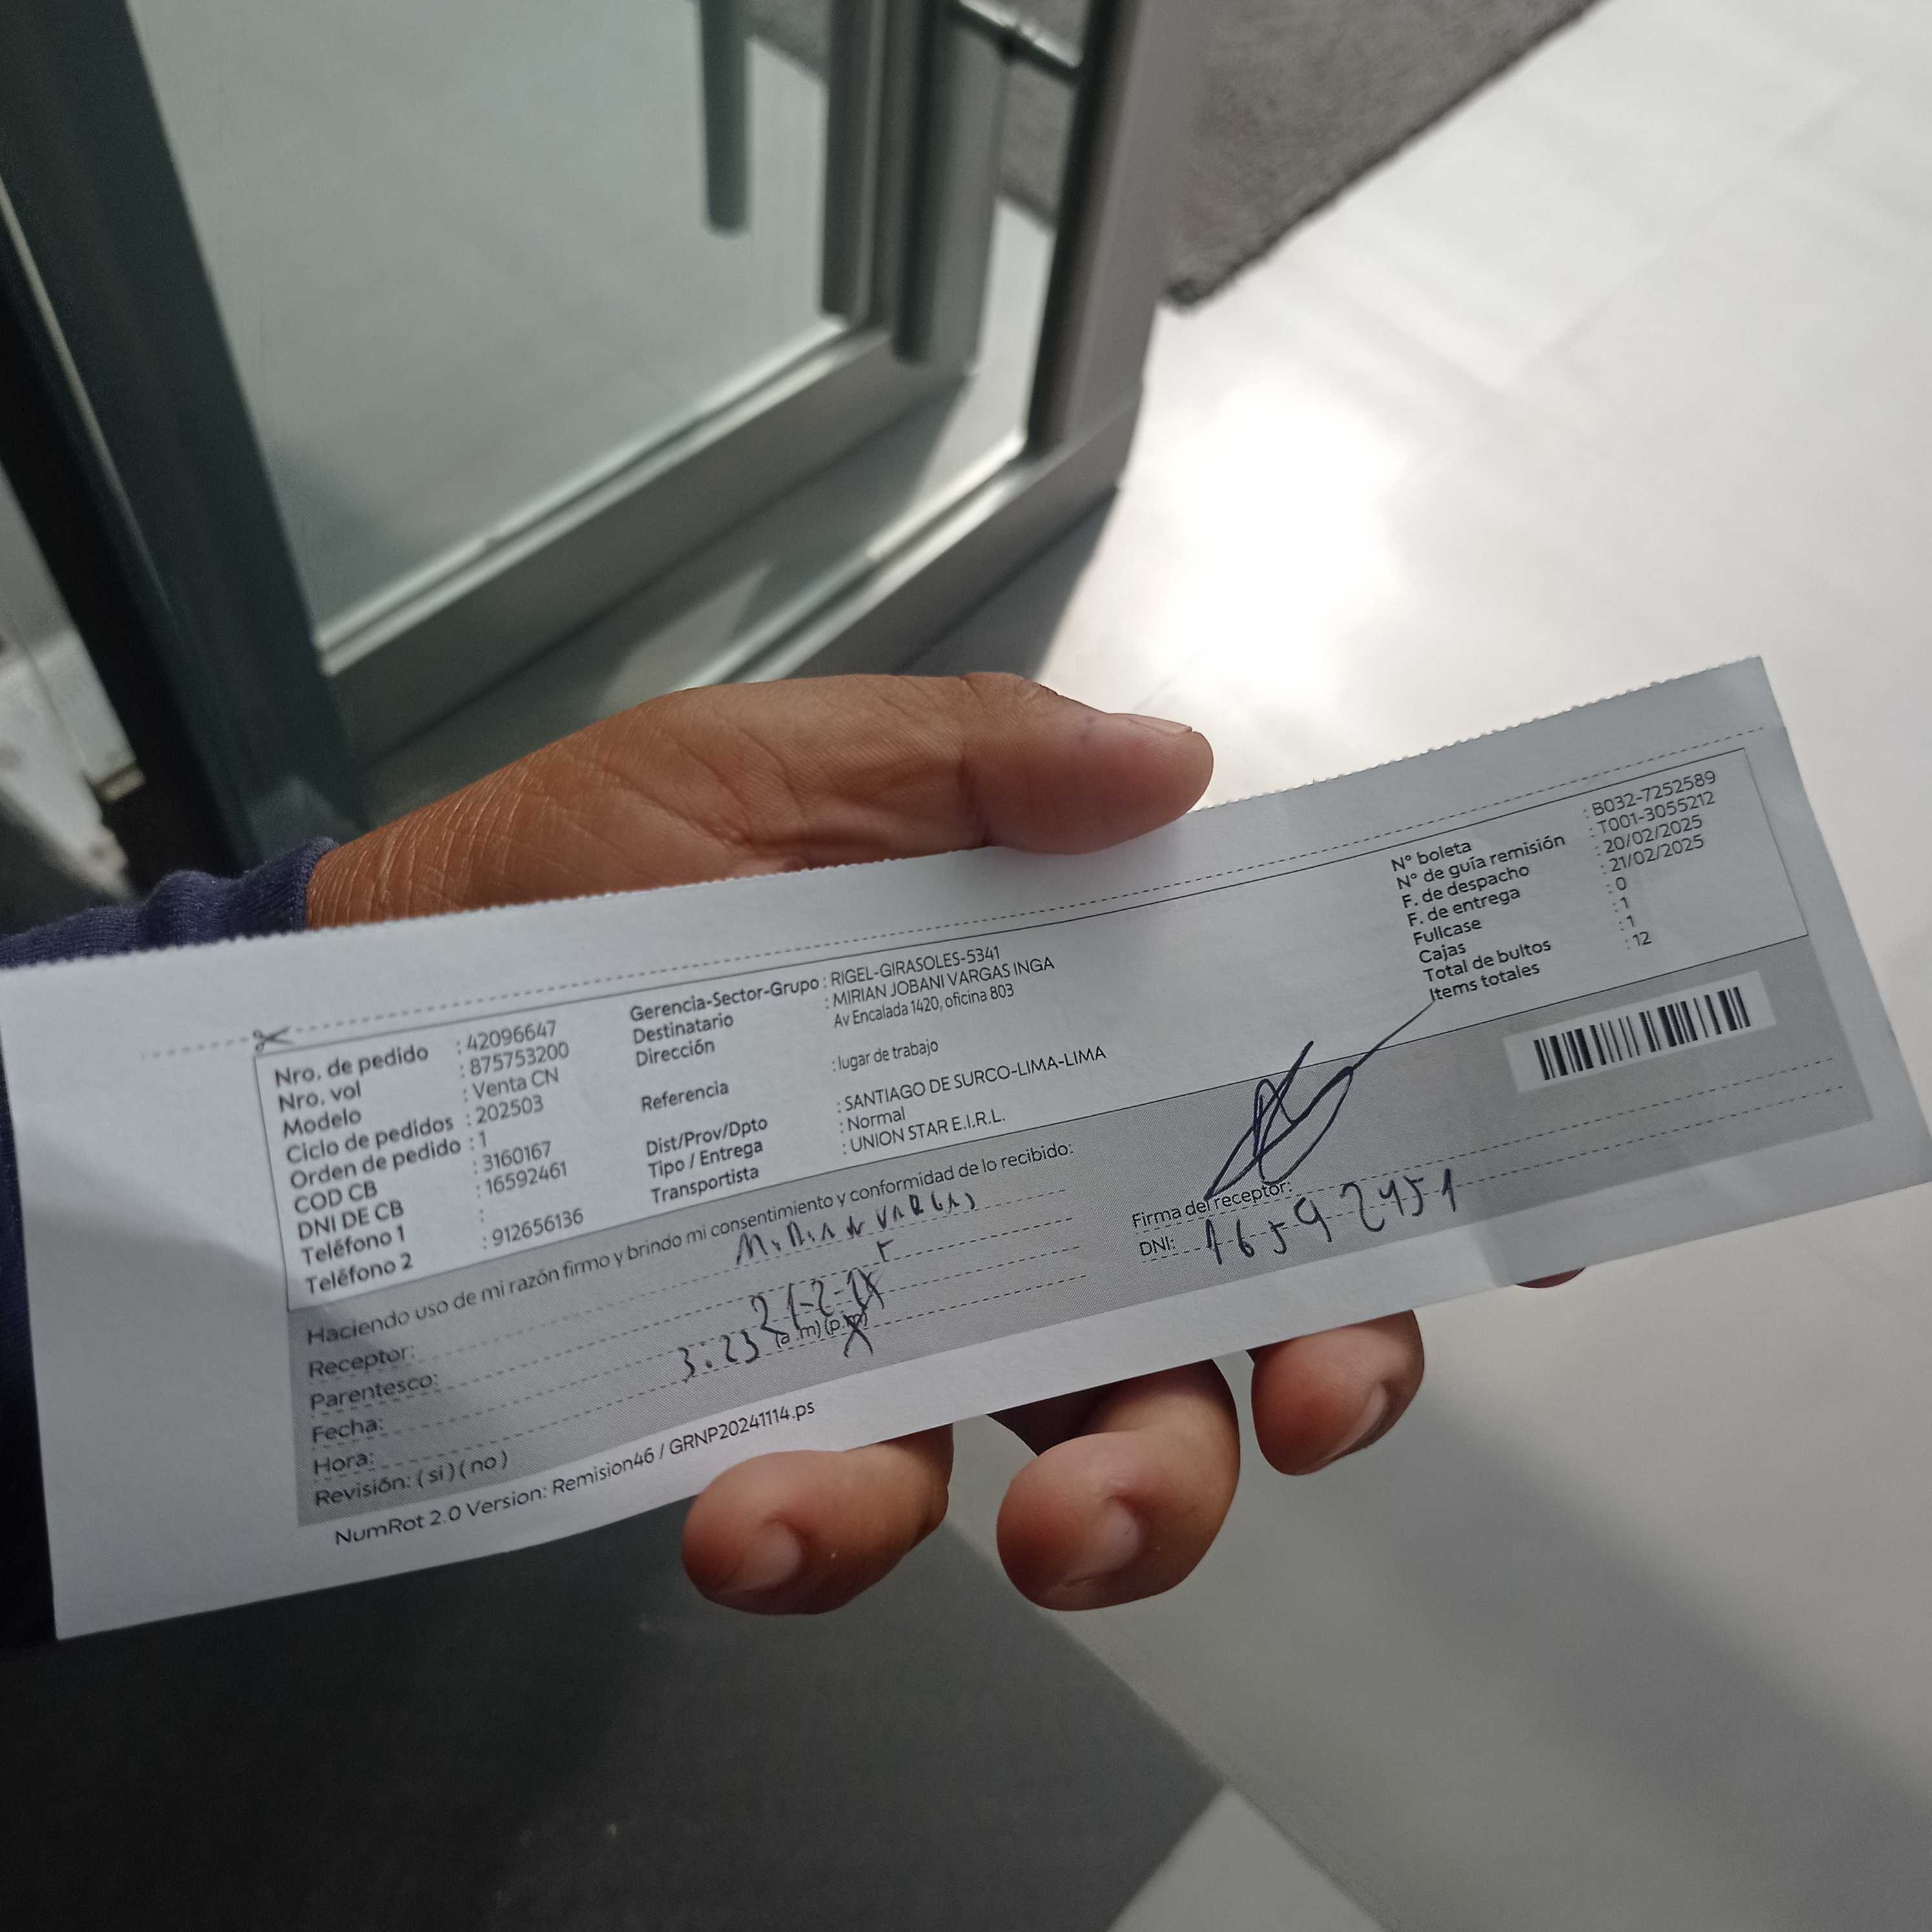 Nro. de pedido : 42096647
Nro. vol : 875753200
Modelo : Venta CN
Ciclo de pedidos : 202503
Orden de pedido : 1
COD CB : 3160167
DNI DE CB : 16592461
Teléfono 1 :
Teléfono 2 : 912656136
Gerencia-Sector-Grupo : RIGEL-GIRASOLES-5341
Destinatario : MIRIAN JOBANI VARGAS INGA
Dirección Av Encalada 1420, oficina 803
Referencia : lugar de trabajo
Dist/Prov/Dpto : SANTIAGO DE SURCO-LIMA-LIMA
Tipo / Entrega : Normal
Transportista : UNION STAR E.I.R.L.
N° boleta : B032-7252589
N° de guía remisión : T001-3055212
F. de despacho : 20/02/2025
F. de entrega : 21/02/2025
Fullcase : 0
Cajas : 1
Total de bultos : 1
Items totales : 12
Haciendo uso de mi razón firmo y brindo mi consentimiento y conformidad de lo recibido:
Receptor: Vargas
Parentesco:
Fecha: 21-2-
Hora: 3:23 (a.m)(p.m)
Revisión: (si)(no)
Firma del receptor:
DNI: 16592451
NumRot 2.0 Version: Remision46 / GRNP20241114.ps